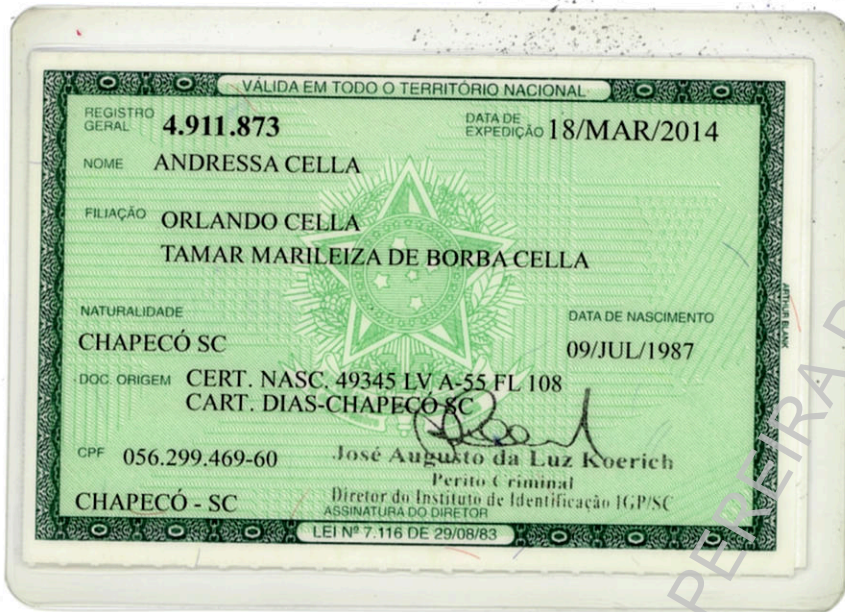 VÁLIDA EM TODO O TERRITÓRIO NACIONAL
REGISTRO GERAL 4.911.873 DATA DE EXPEDIÇÃO 18/MAR/2014
NOME ANDRESSA CELLA
FILIAÇÃO ORLANDO CELLA
TAMAR MARILEIZA DE BORBA CELLA
NATURALIDADE DATA DE NASCIMENTO
CHAPECÓ SC 09/JUL/1987
DOC. ORIGEM CERT. NASC. 49345 LV A-55 FL 108
CART. DIAS-CHAPECÓ SC
CPF 056.299.469-60 José Augusto da Luz Koerich
Perito Criminal
CHAPECÓ - SC Diretor do Instituto de Identificação IGP/SC
ASSINATURA DO DIRETOR
LEI Nº 7.116 DE 29/08/83
ARTHUR BLANK
PEREIRA